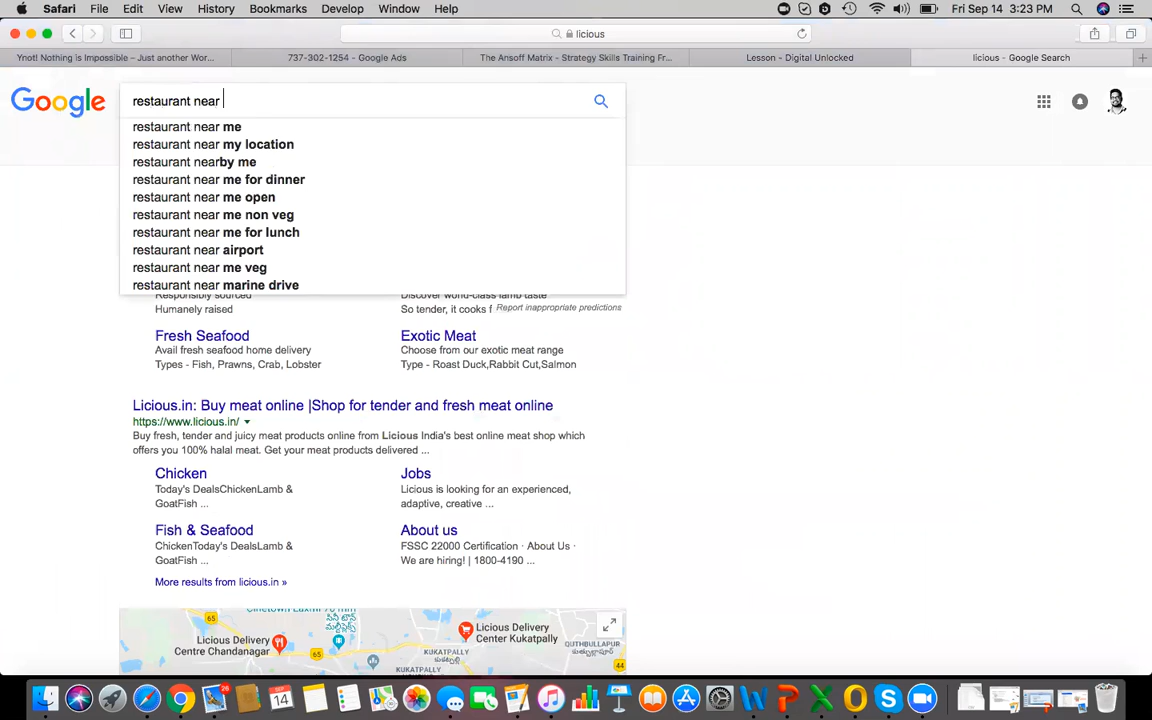 Safari File Edit View History Bookmarks Develop Window Help Fri Sep 14 3:23 PM
licious
Ynot! Nothing is Impossible – Just another Wor... 737-302-1254 - Google Ads The Ansoff Matrix - Strategy Skills Training Fr... Lesson - Digital Unlocked licious - Google Search
Google
restaurant near
restaurant near me
restaurant near my location
restaurant nearby me
restaurant near me for dinner
restaurant near me open
restaurant near me non veg
restaurant near me for lunch
restaurant near airport
restaurant near me veg
restaurant near marine drive
Report inappropriate predictions
Responsibly sourced
Humanely raised
Discover world-class lamb taste
So tender, it cooks f
Fresh Seafood
Avail fresh seafood home delivery
Types - Fish, Prawns, Crab, Lobster
Exotic Meat
Choose from our exotic meat range
Type - Roast Duck,Rabbit Cut,Salmon
Licious.in: Buy meat online |Shop for tender and fresh meat online
https://www.licious.in/
Buy fresh, tender and juicy meat products online from Licious India's best online meat shop which
offers you 100% halal meat. Get your meat products delivered ...
Chicken
Today's DealsChickenLamb &
GoatFish ...
Jobs
Licious is looking for an experienced,
adaptive, creative ...
Fish & Seafood
ChickenToday's DealsLamb &
GoatFish ...
About us
FSSC 22000 Certification · About Us ·
We are hiring! | 1800-4190 ...
More results from licious.in »
65
Licious Delivery
Centre Chandanagar
65
Licious Delivery
Center Kukatpally
KUKATPALLY
QUTHBULLAPUR
44
SEP
14